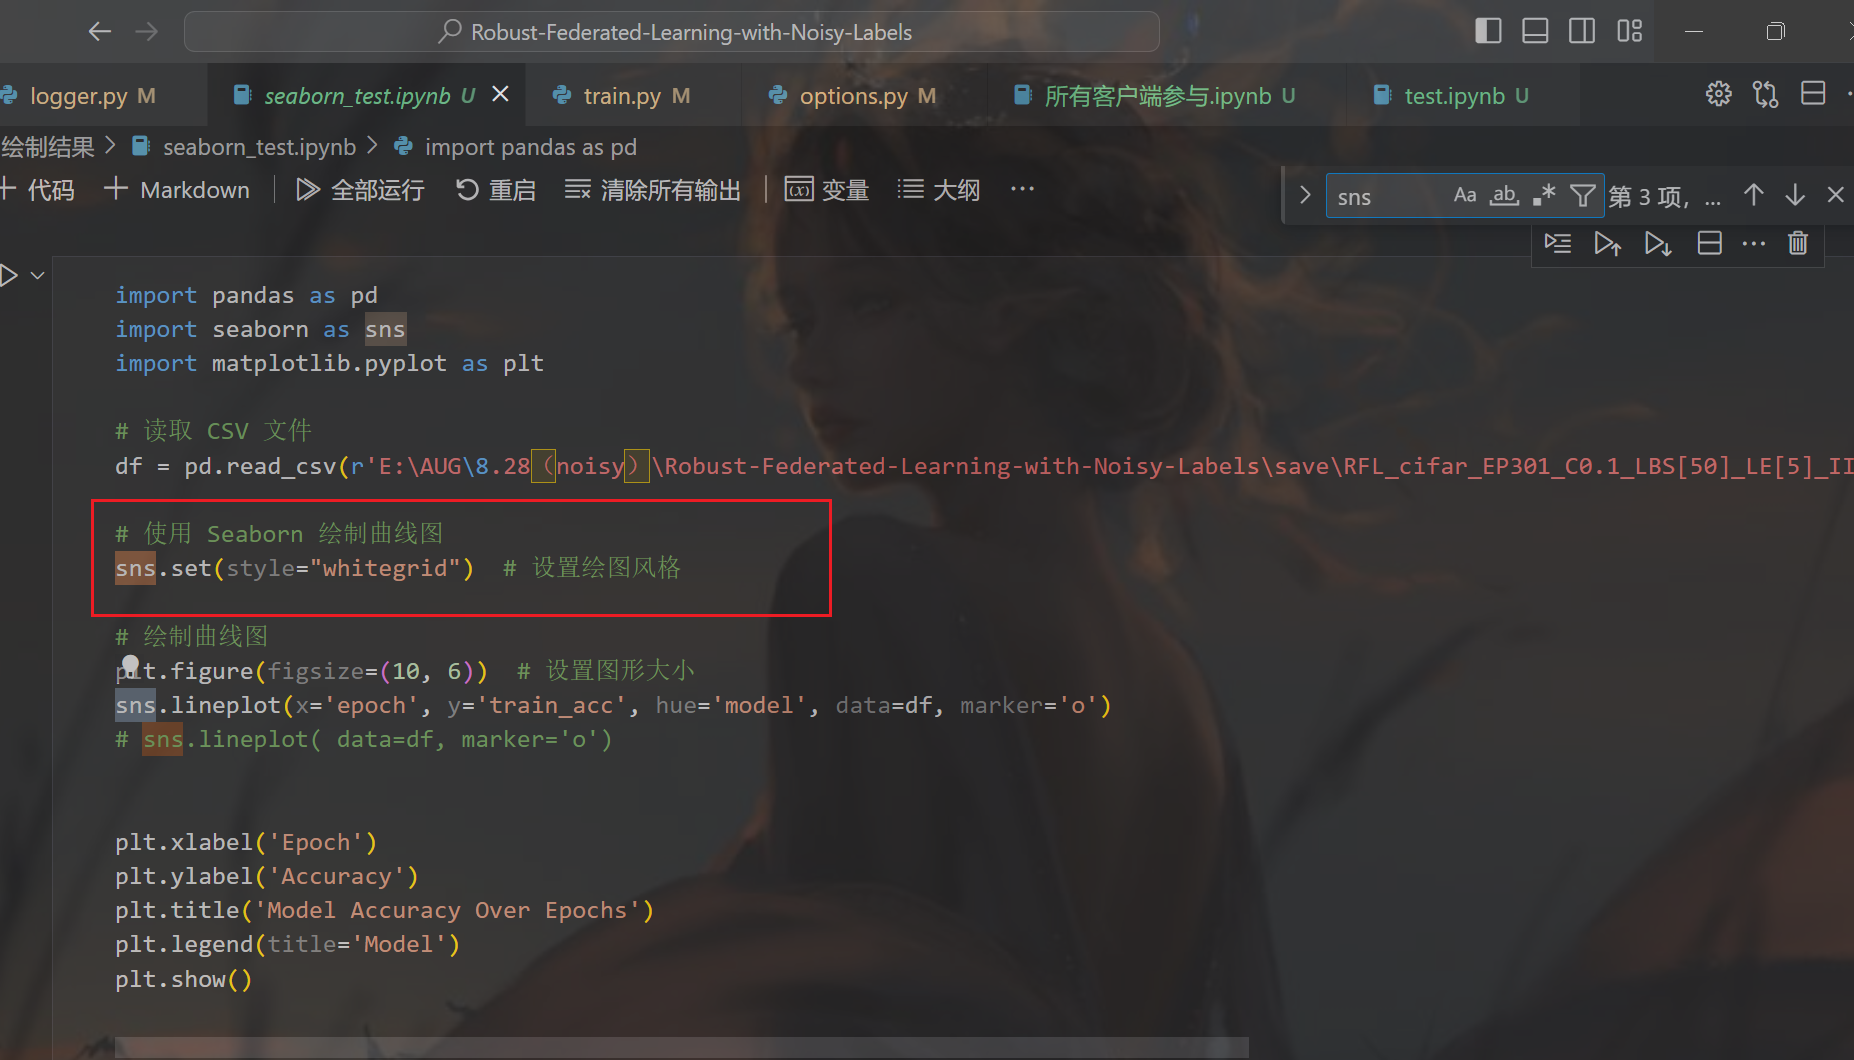 Robust-Federated-Learning-with-Noisy-Labels
logger.py M seaborn_test.ipynb U train.py M options.py M 所有客户端参与.ipynb U test.ipynb U
绘制结果 > seaborn_test.ipynb > import pandas as pd
+ 代码 + Markdown 全部运行 重启 清除所有输出 变量 大纲 ...
sns Aa ab .* 第 3 项, ...
import pandas as pd
import seaborn as sns
import matplotlib.pyplot as plt
# 读取 CSV 文件
df = pd.read_csv(r'E:\AUG\8.28（noisy）\Robust-Federated-Learning-with-Noisy-Labels\save\RFL_cifar_EP301_C0.1_LBS[50]_LE[5]_II
# 使用 Seaborn 绘制曲线图
sns.set(style="whitegrid") # 设置绘图风格
# 绘制曲线图
plt.figure(figsize=(10, 6)) # 设置图形大小
sns.lineplot(x='epoch', y='train_acc', hue='model', data=df, marker='o')
# sns.lineplot( data=df, marker='o')
plt.xlabel('Epoch')
plt.ylabel('Accuracy')
plt.title('Model Accuracy Over Epochs')
plt.legend(title='Model')
plt.show()